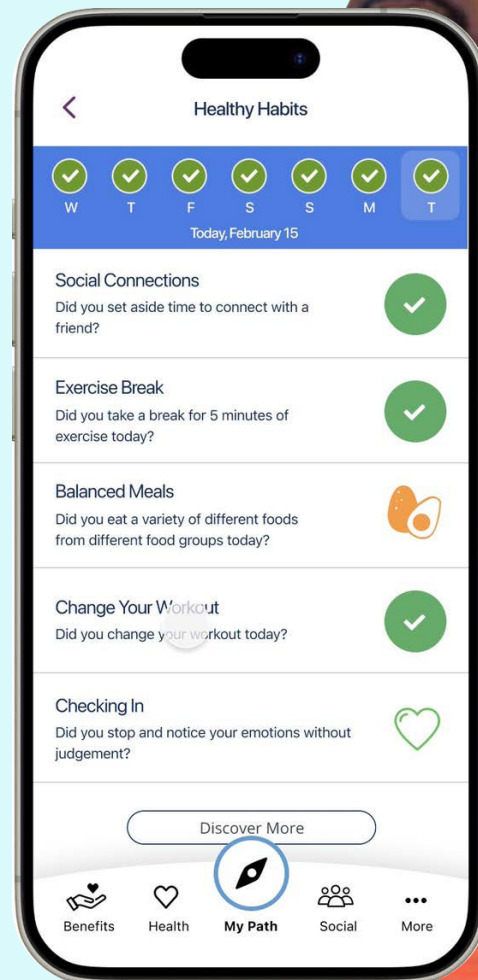 Healthy Habits
W T F S S M T
Today, February 15
Social Connections
Did you set aside time to connect with a
friend?
Exercise Break
Did you take a break for 5 minutes of
exercise today?
Balanced Meals
Did you eat a variety of different foods
from different food groups today?
Change Your Workout
Did you change your workout today?
Checking In
Did you stop and notice your emotions without
judgement?
Discover More
Benefits Health My Path Social More